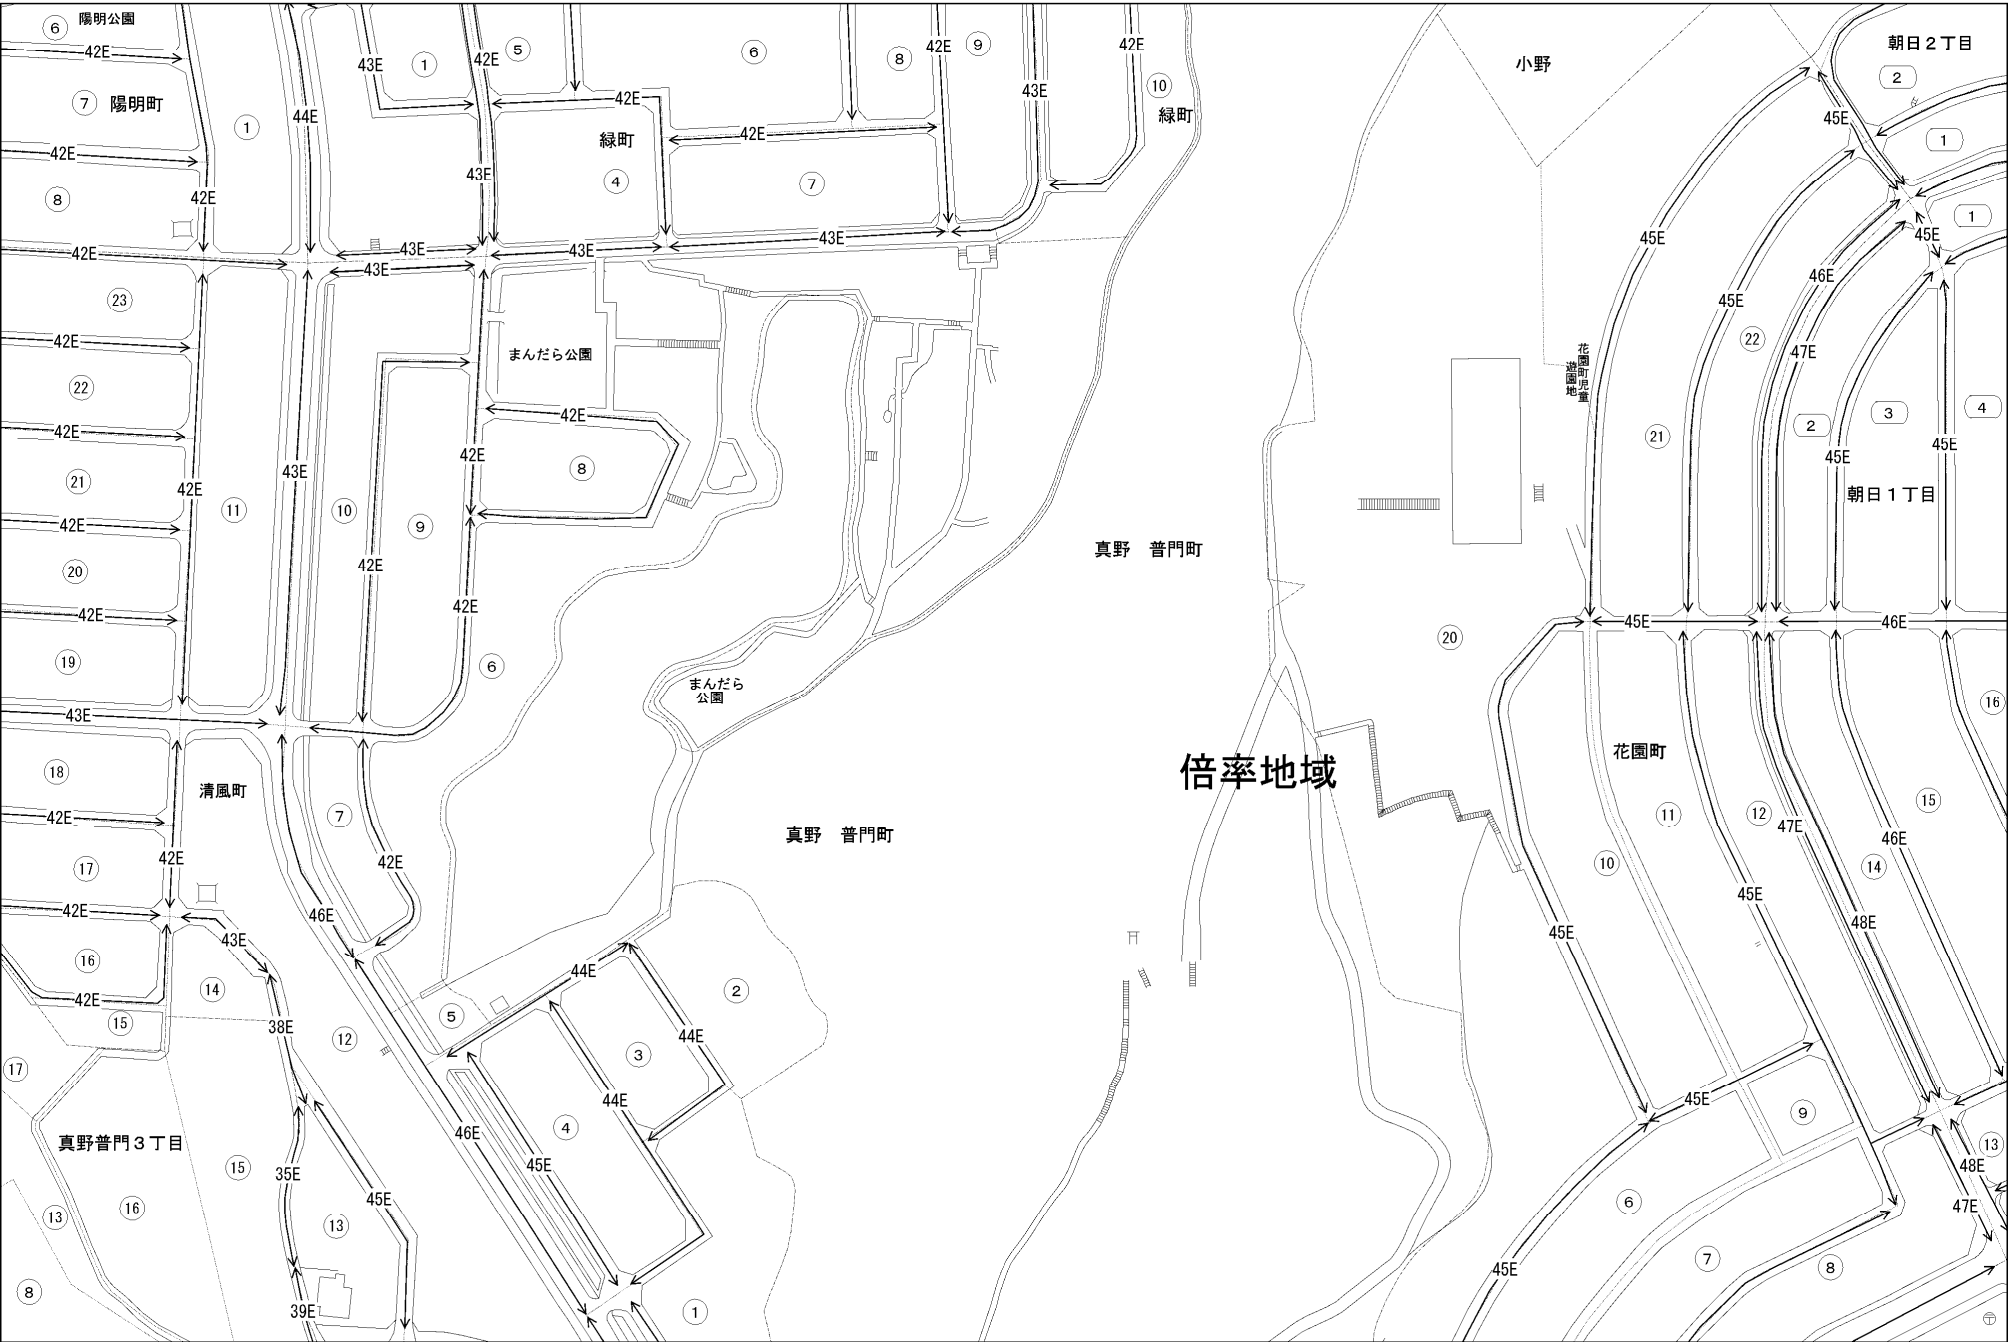 ⑥
陽明公園
42E
⑦
陽明町
①
44E
42E
⑧
42E
42E
43E
①
42E
⑤
⑥
⑧
42E
⑨
43E
42E
⑩
緑町
42E
緑町
④
42E
⑦
43E
43E
43E
43E
43E
小野
朝日2丁目
②
45E
①
①
45E
45E
45E
46E
㉒
47E
花園町児童
遊園地
②
③
④
㉑
45E
45E
朝日1丁目
㉓
42E
㉒
42E
㉑
42E
42E
⑪
43E
⑩
⑨
42E
⑳
42E
⑲
43E
まんだら公園
42E
42E
⑧
42E
⑥
まんだら
公園
真野 普門町
⑳
45E
46E
⑯
⑱
清風町
42E
42E
⑰
42E
⑦
42E
46E
43E
⑯
42E
⑭
⑮
38E
⑫
⑰
真野 普門町
倍率地域
花園町
⑪
⑫
47E
⑮
46E
⑭
⑩
45E
48E
45E
44E
②
⑤
44E
③
44E
46E
④
45E
真野普門3丁目
⑮
35E
45E
⑬
⑯
⑬
⑧
39E
①
45E
⑨
⑬
48E
47E
⑥
⑦
⑧
45E